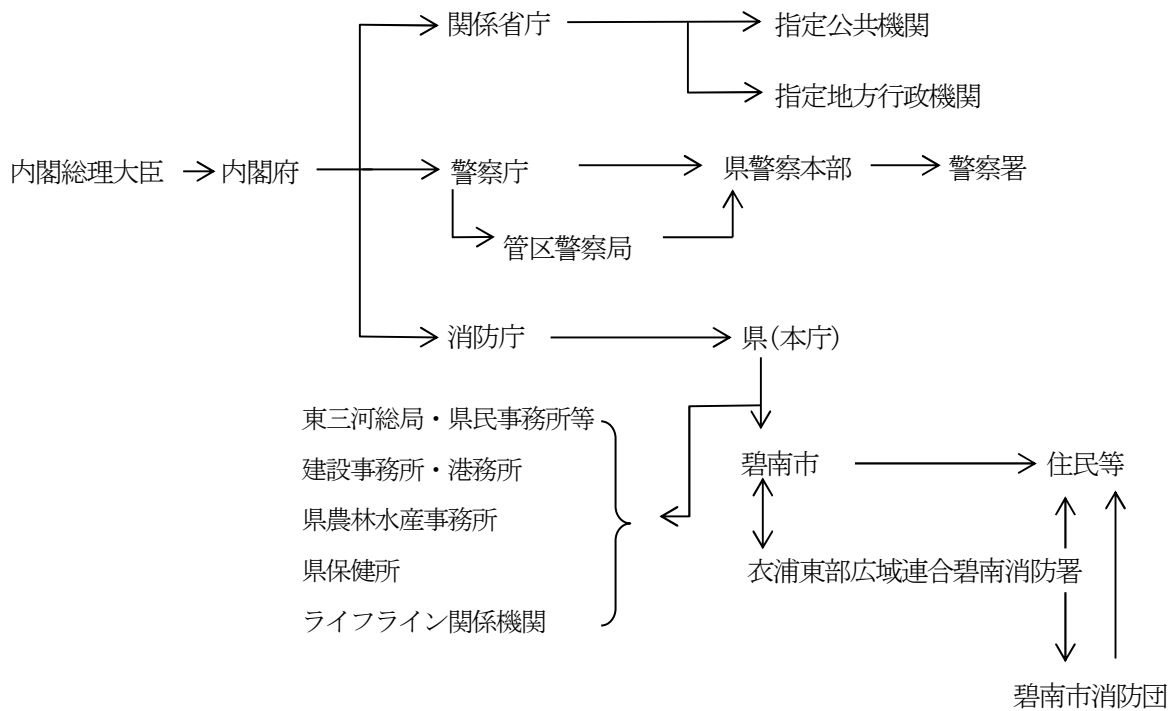 関係省庁
指定公共機関
指定地方行政機関
内閣総理大臣
内閣府
警察庁
県警察本部
警察署
管区警察局
消防庁
県(本庁)
東三河総局・県民事務所等
建設事務所・港務所
県農林水産事務所
県保健所
ライフライン関係機関
碧南市
住民等
衣浦東部広域連合碧南消防署
碧南市消防団